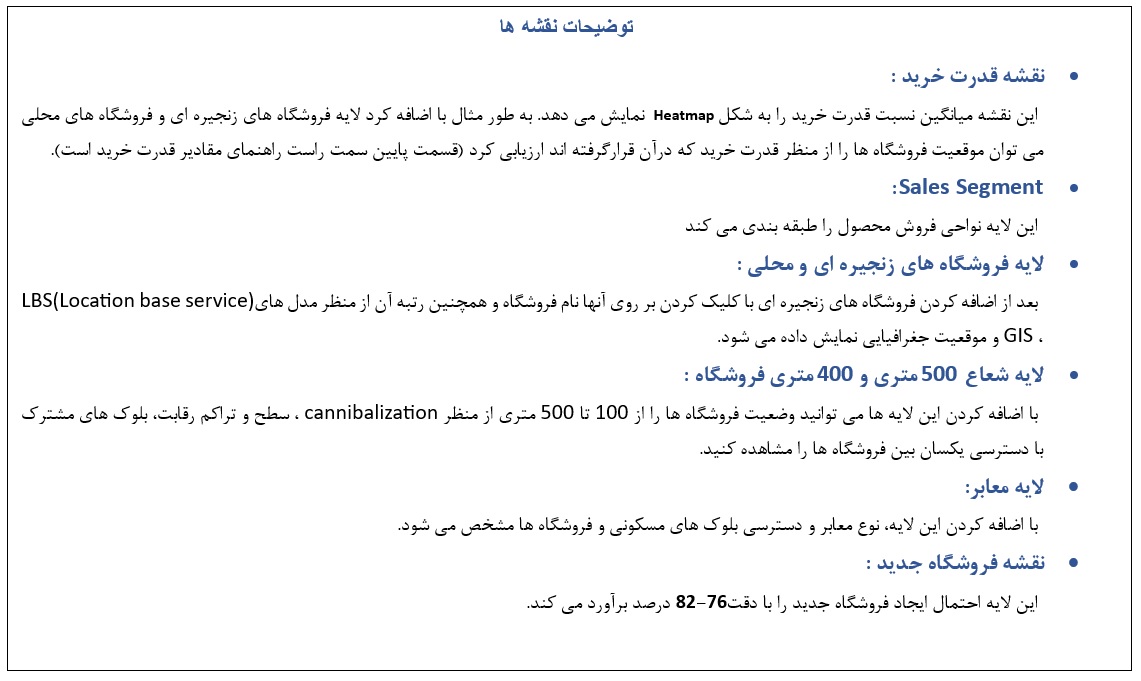 توضیحات نقشه ها
• نقشه قدرت خرید :
این نقشه میانگین نسبت قدرت خرید را به شکل Heatmap نمایش می دهد. به طور مثال با اضافه کرد لایه فروشگاه های زنجیره ای و فروشگاه های محلی
می توان موقعیت فروشگاه ها را از منظر قدرت خرید که درآن قرارگرفته اند ارزیابی کرد (قسمت پایین سمت راست راهنمای مقادیر قدرت خرید است).
• Sales Segment:
این لایه نواحی فروش محصول را طبقه بندی می کند
• لایه فروشگاه های زنجیره ای و محلی :
بعد از اضافه کردن فروشگاه های زنجیره ای با کلیک کردن بر روی آنها نام فروشگاه و همچنین رتبه آن از منظر مدل های LBS(Location base service)
، GIS و موقعیت جغرافیایی نمایش داده می شود.
• لایه شعاع 500 متری و 400 متری فروشگاه :
با اضافه کردن این لایه ها می توانید وضعیت فروشگاه ها را از 100 تا 500 متری از منظر cannibalization ، سطح و تراکم رقابت، بلوک های مشترک
با دسترسی یکسان بین فروشگاه ها را مشاهده کنید.
• لایه معابر:
با اضافه کردن این لایه، نوع معابر و دسترسی بلوک های مسکونی و فروشگاه ها مشخص می شود.
• نقشه فروشگاه جدید :
این لایه احتمال ایجاد فروشگاه جدید را با دقت 76-82 درصد برآورد می کند.